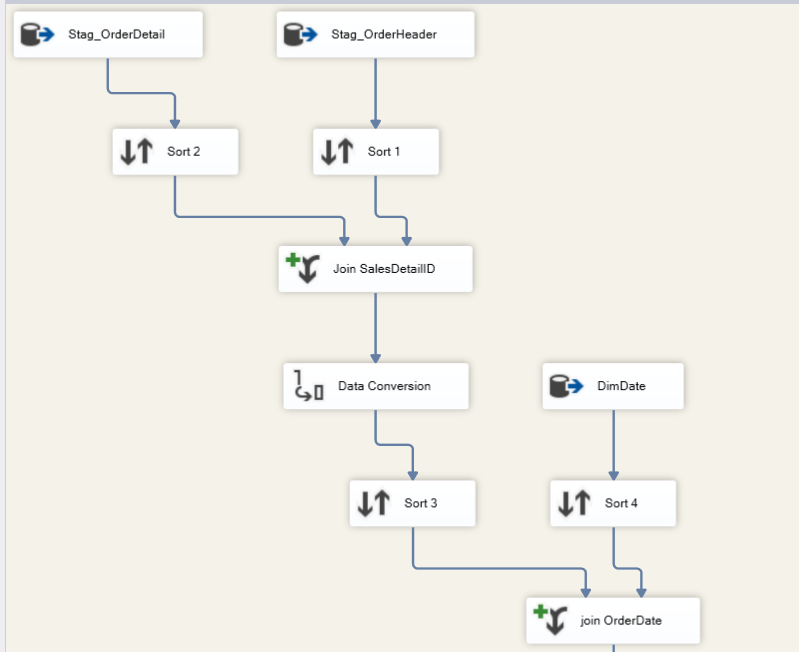 Stag_OrderDetail
Stag_OrderHeader
Sort 2
Sort 1
Join SalesDetailID
Data Conversion
DimDate
Sort 3
Sort 4
join OrderDate